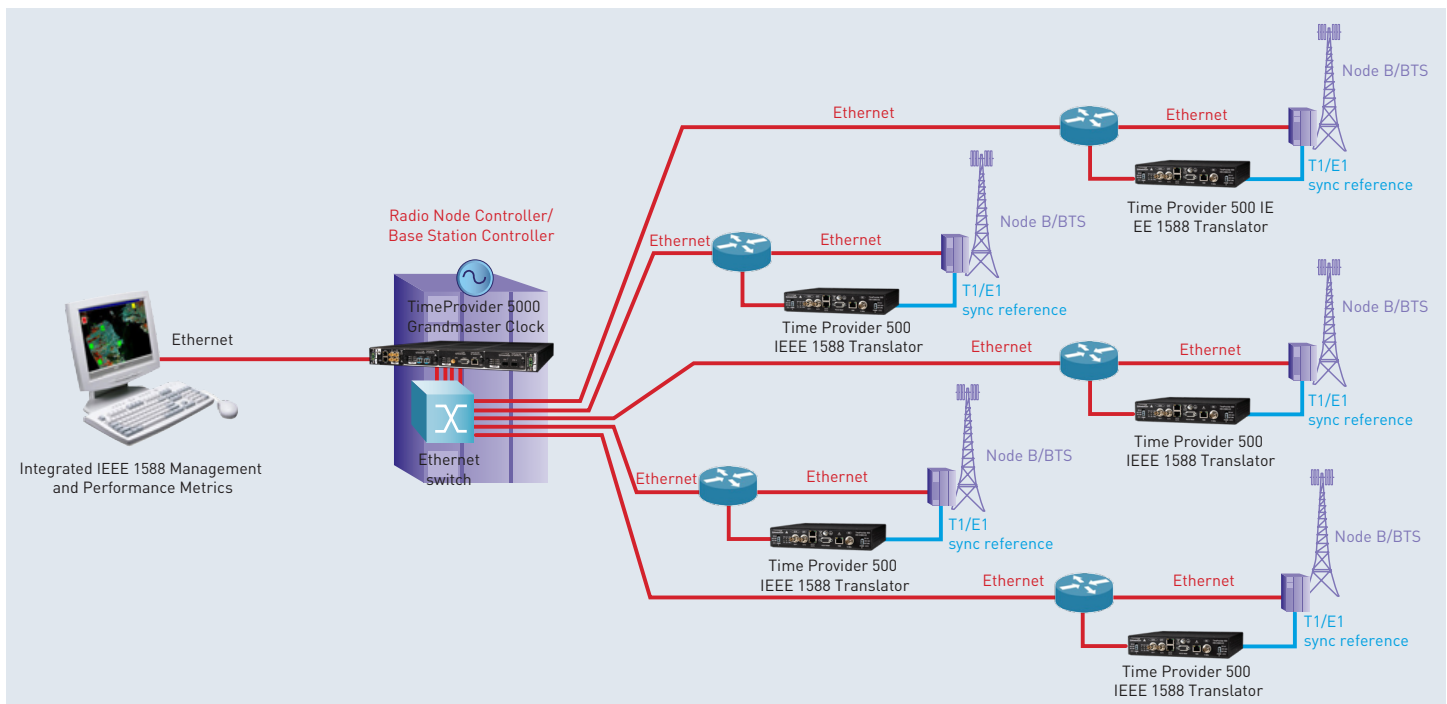 Node B/BTS
Ethernet
Ethernet
T1/E1
sync reference
Time Provider 500 IE
EE 1588 Translator
Radio Node Controller/
Base Station Controller
TimeProvider 5000
Grandmaster Clock
Ethernet
Integrated IEEE 1588 Management
and Performance Metrics
Ethernet
switch
Node B/BTS
Ethernet
Ethernet
T1/E1
sync reference
Time Provider 500
IEEE 1588 Translator
Node B/BTS
Ethernet
Ethernet
T1/E1
sync reference
Time Provider 500
IEEE 1588 Translator
Node B/BTS
Ethernet
Ethernet
T1/E1
sync reference
Time Provider 500
IEEE 1588 Translator
Node B/BTS
Ethernet
Ethernet
T1/E1
sync reference
Time Provider 500
IEEE 1588 Translator